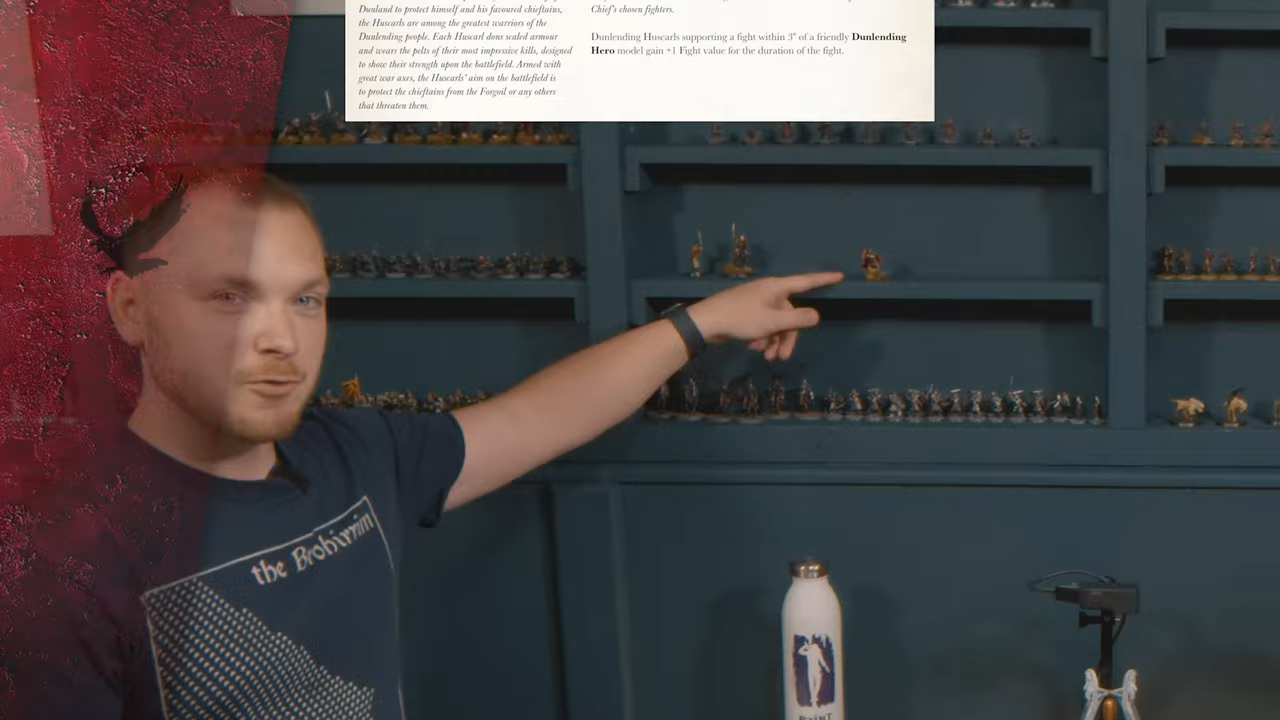 Dunland to protect himself and his favoured chieftains,
the Huscarls are among the greatest warriors of the
Dunlending people. Each Huscarl dons scaled armour
and wears the pelts of their most impressive kills, designed
to show their strength upon the battlefield. Armed with
great war axes, the Huscarls' aim on the battlefield is
to protect the chieftains from the Forgoil or any others
that threaten them.
Chief's chosen fighters.
Dunlending Huscarls supporting a fight within 3" of a friendly Dunlending
Hero model gain +1 Fight value for the duration of the fight.
the Brohirrim
PAINT